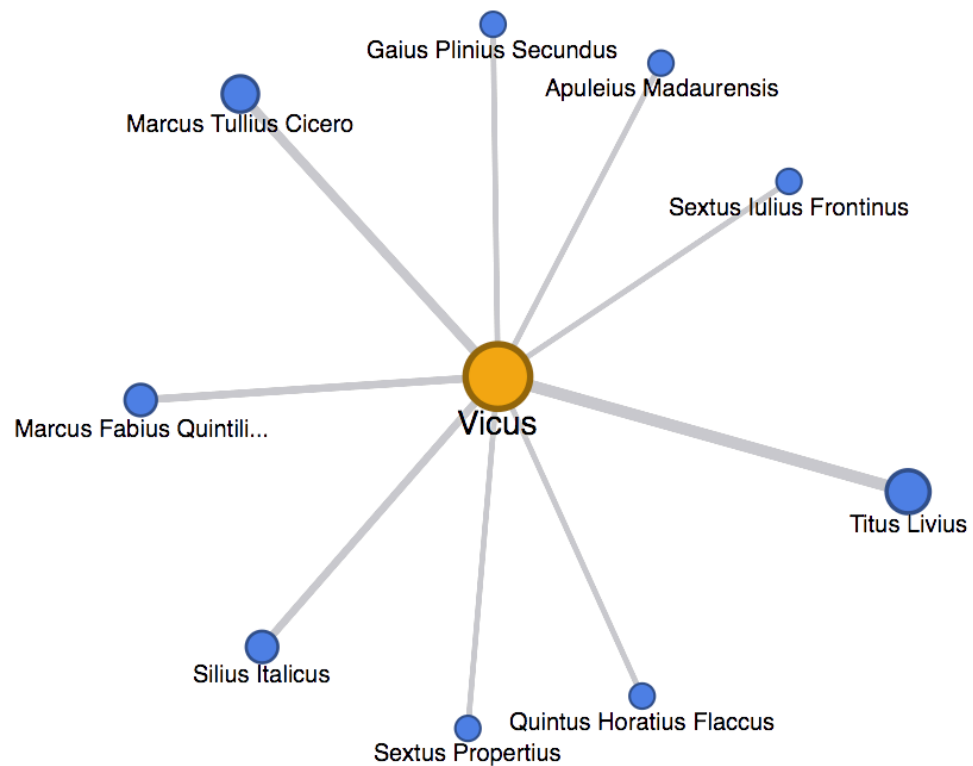 Gaius Plinius Secundus
Apuleius Madaurensis
Marcus Tullius Cicero
Sextus Iulius Frontinus
Vicus
Marcus Fabius Quintili...
Titus Livius
Silius Italicus
Quintus Horatius Flaccus
Sextus Propertius